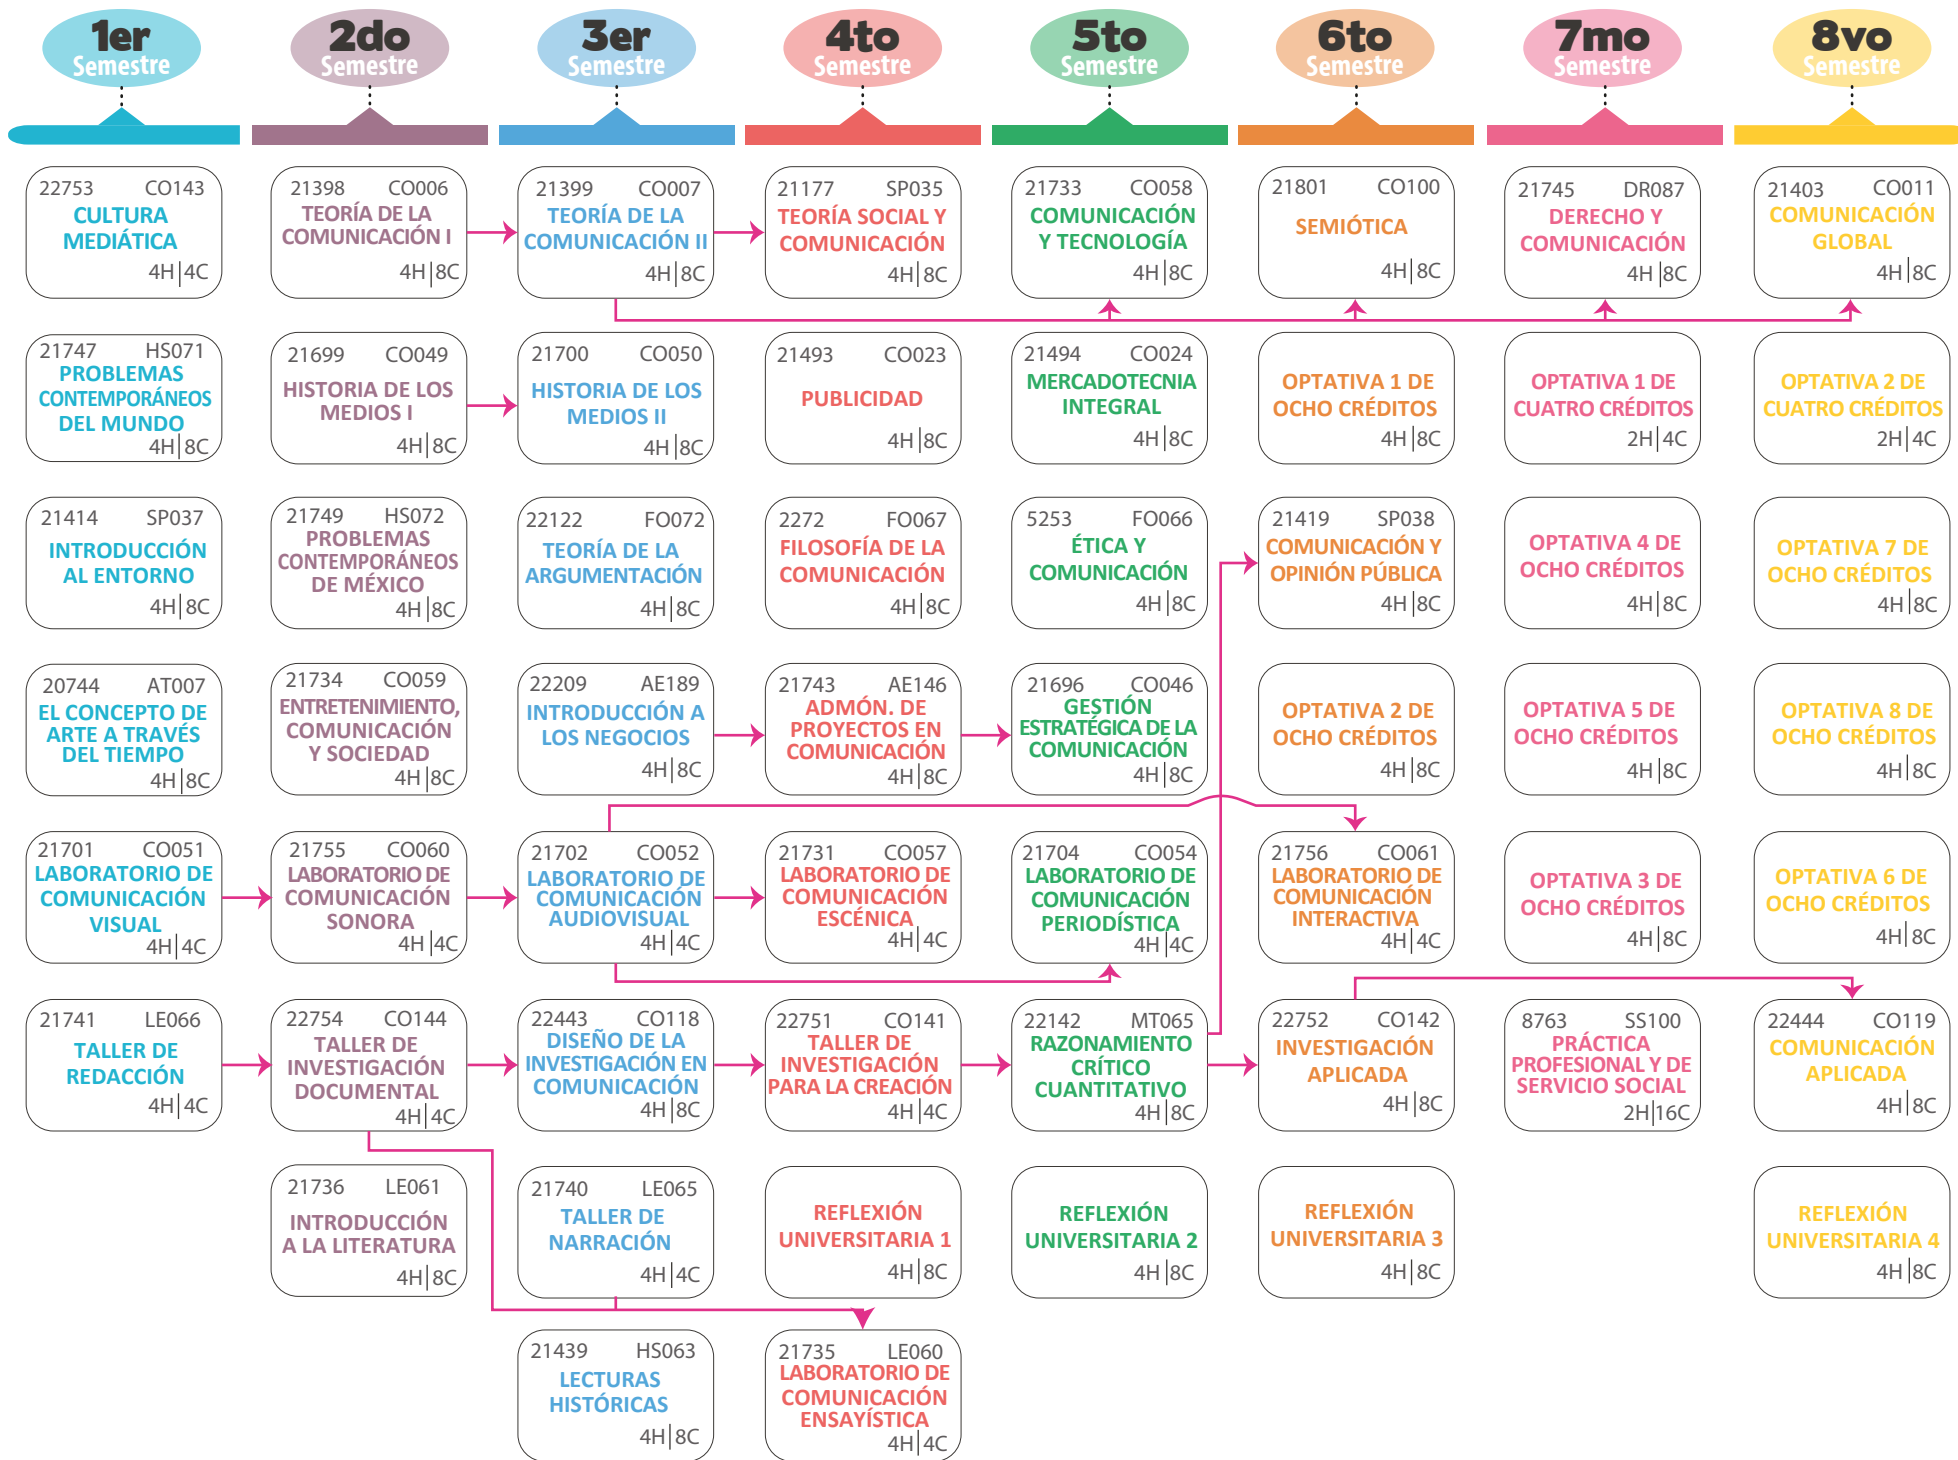 1er
Semestre
2do
Semestre
3er
Semestre
4to
Semestre
5to
Semestre
6to
Semestre
7mo
Semestre
8vo
Semestre
22753 CO143
CULTURA
MEDIÁTICA
4H|4C
21398 CO006
TEORÍA DE LA
COMUNICACIÓN I
4H|8C
21399 CO007
TEORÍA DE LA
COMUNICACIÓN II
4H|8C
21177 SP035
TEORÍA SOCIAL Y
COMUNICACIÓN
4H|8C
21733 CO058
COMUNICACIÓN
Y TECNOLOGÍA
4H|8C
21801 CO100
SEMIÓTICA
4H|8C
21745 DR087
DERECHO Y
COMUNICACIÓN
4H|8C
21403 CO011
COMUNICACIÓN
GLOBAL
4H|8C
21747 HS071
PROBLEMAS
CONTEMPORÁNEOS
DEL MUNDO
4H|8C
21699 CO049
HISTORIA DE LOS
MEDIOS I
4H|8C
21700 CO050
HISTORIA DE LOS
MEDIOS II
4H|8C
21493 CO023
PUBLICIDAD
4H|8C
21494 CO024
MERCADOTECNIA
INTEGRAL
4H|8C
OPTATIVA 1 DE
OCHO CRÉDITOS
4H|8C
OPTATIVA 1 DE
CUATRO CRÉDITOS
2H|4C
OPTATIVA 2 DE
CUATRO CRÉDITOS
2H|4C
21414 SP037
INTRODUCCIÓN
AL ENTORNO
4H|8C
21749 HS072
PROBLEMAS
CONTEMPORÁNEOS
DE MÉXICO
4H|8C
22122 FO072
TEORÍA DE LA
ARGUMENTACIÓN
4H|8C
2272 FO067
FILOSOFÍA DE LA
COMUNICACIÓN
4H|8C
5253 FO066
ÉTICA Y
COMUNICACIÓN
4H|8C
21419 SP038
COMUNICACIÓN Y
OPINIÓN PÚBLICA
4H|8C
OPTATIVA 4 DE
OCHO CRÉDITOS
4H|8C
OPTATIVA 7 DE
OCHO CRÉDITOS
4H|8C
20744 AT007
EL CONCEPTO DE
ARTE A TRAVÉS
DEL TIEMPO
4H|8C
21734 CO059
ENTRETENIMIENTO,
COMUNICACIÓN
Y SOCIEDAD
4H|8C
22209 AE189
INTRODUCCIÓN A
LOS NEGOCIOS
4H|8C
21743 AE146
ADMÓN. DE
PROYECTOS EN
COMUNICACIÓN
4H|8C
21696 CO046
GESTIÓN
ESTRATÉGICA DE LA
COMUNICACIÓN
4H|8C
OPTATIVA 2 DE
OCHO CRÉDITOS
4H|8C
OPTATIVA 5 DE
OCHO CRÉDITOS
4H|8C
OPTATIVA 8 DE
OCHO CRÉDITOS
4H|8C
21701 CO051
LABORATORIO DE
COMUNICACIÓN
VISUAL
4H|4C
21755 CO060
LABORATORIO DE
COMUNICACIÓN
SONORA
4H|4C
21702 CO052
LABORATORIO DE
COMUNICACIÓN
AUDIOVISUAL
4H|4C
21731 CO057
LABORATORIO DE
COMUNICACIÓN
ESCÉNICA
4H|4C
21704 CO054
LABORATORIO DE
COMUNICACIÓN
PERIODÍSTICA
4H|4C
21756 CO061
LABORATORIO DE
COMUNICACIÓN
INTERACTIVA
4H|4C
OPTATIVA 3 DE
OCHO CRÉDITOS
4H|8C
OPTATIVA 6 DE
OCHO CRÉDITOS
4H|8C
21741 LE066
TALLER DE
REDACCIÓN
4H|4C
22754 CO144
TALLER DE
INVESTIGACIÓN
DOCUMENTAL
4H|4C
22443 CO118
DISEÑO DE LA
INVESTIGACIÓN EN
COMUNICACIÓN
4H|8C
22751 CO141
TALLER DE
INVESTIGACIÓN
PARA LA CREACIÓN
4H|4C
22142 MT065
RAZONAMIENTO
CRÍTICO
CUANTITATIVO
4H|8C
22752 CO142
INVESTIGACIÓN
APLICADA
4H|8C
8763 SS100
PRÁCTICA
PROFESIONAL Y DE
SERVICIO SOCIAL
2H|16C
22444 CO119
COMUNICACIÓN
APLICADA
4H|8C
21736 LE061
INTRODUCCIÓN
A LA LITERATURA
4H|8C
21740 LE065
TALLER DE
NARRACIÓN
4H|4C
REFLEXIÓN
UNIVERSITARIA 1
4H|8C
REFLEXIÓN
UNIVERSITARIA 2
4H|8C
REFLEXIÓN
UNIVERSITARIA 3
4H|8C
REFLEXIÓN
UNIVERSITARIA 4
4H|8C
21439 HS063
LECTURAS
HISTÓRICAS
4H|8C
21735 LE060
LABORATORIO DE
COMUNICACIÓN
ENSAYÍSTICA
4H|4C